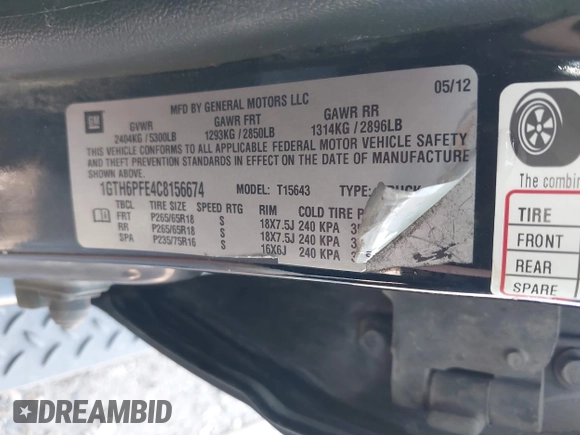 GM
MFD BY GENERAL MOTORS LLC
05/12
GVWR GAWR FRT GAWR RR
2404KG / 5300LB 1293KG / 2850LB 1314KG / 2896LB
THIS VEHICLE CONFORMS TO ALL APPLICABLE FEDERAL MOTOR VEHICLE SAFETY
AND THEFT PREVENTION STANDARDS IN EFFECT ON THE DATE OF MANUFACTURE
SHOWN ABOVE.
1GTH6PFE4C8156674 MODEL: T15643 TYPE:
TBL TIRE SIZE SPEED RTG RIM COLD TIRE
FRT P265/65R18 S 18X7.5J 240 KPA
RR P265/65R18 S 18X7.5J 240 KPA
SPA P235/75R16 S 16X6J 240 KPA
The combin
TIRE
FRONT
REAR
SPARE
DREAMBID